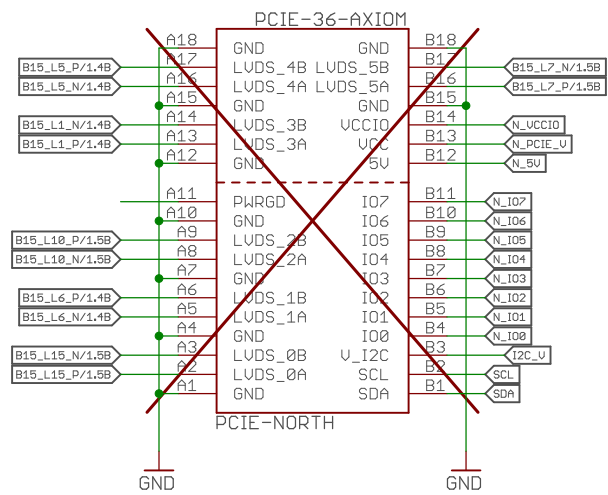 PCIE-36-AXIOM
A18 GND GND B18
B15_L5_P/1.4B A17 LVDS_4B LVDS_5B B17 B15_L7_N/1.5B
B15_L5_N/1.4B A16 LVDS_4A LVDS_5A B16 B15_L7_P/1.5B
A15 GND GND B15
B15_L1_N/1.4B A14 LVDS_3B VCCIO B14 N_VCCIO
B15_L1_P/1.4B A13 LVDS_3A VCC B13 N_PCIE_V
A12 GND 5V B12 N_5V
A11 PWRGD IO7 B11 N_IO7
A10 GND IO6 B10 N_IO6
B15_L10_P/1.5B A9 LVDS_2B IO5 B9 N_IO5
B15_L10_N/1.5B A8 LVDS_2A IO4 B8 N_IO4
A7 GND IO3 B7 N_IO3
B15_L6_P/1.4B A6 LVDS_1B IO2 B6 N_IO2
B15_L6_N/1.4B A5 LVDS_1A IO1 B5 N_IO1
A4 GND IO0 B4 N_IO0
B15_L15_N/1.5B A3 LVDS_0B V_I2C B3 I2C_V
B15_L15_P/1.5B A2 LVDS_0A SCL B2 SCL
A1 GND SDA B1 SDA
PCIE-NORTH
GND GND